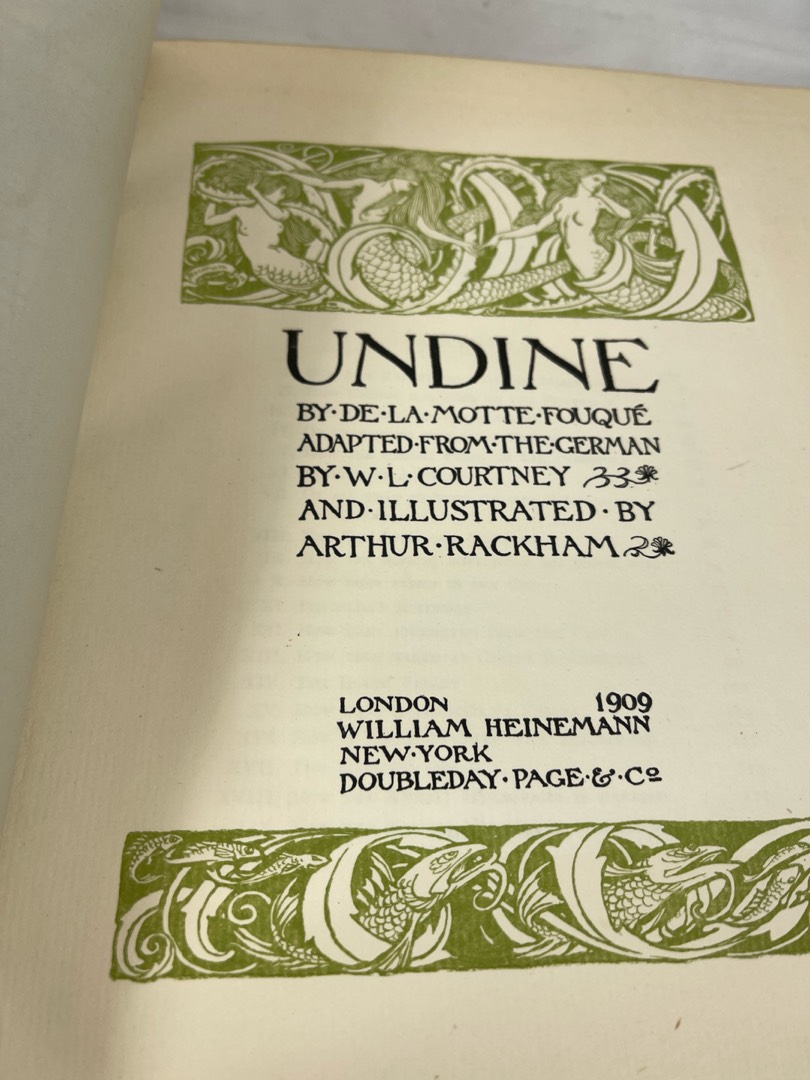 UNDINE
BY·DE·LA·MOTTE·FOUQUÉ
ADAPTED·FROM·THE·GERMAN
BY·W·L·COURTNEY
AND·ILLUSTRATED·BY
ARTHUR·RACKHAM
LONDON 1909
WILLIAM HEINEMANN
NEW·YORK
DOUBLEDAY·PAGE·&·Co